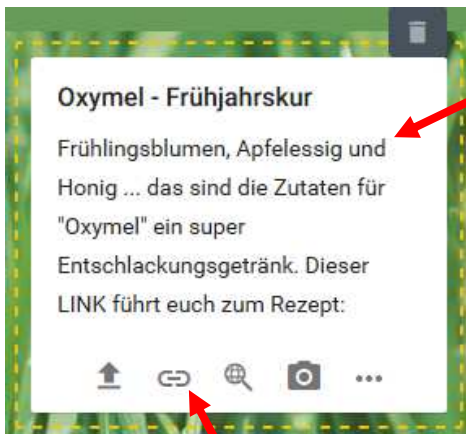 Oxymel - Frühjahrskur
Frühlingsblumen, Apfelessig und
Honig ... das sind die Zutaten für
"Oxymel" ein super
Entschlackungsgetränk. Dieser
LINK führt euch zum Rezept: